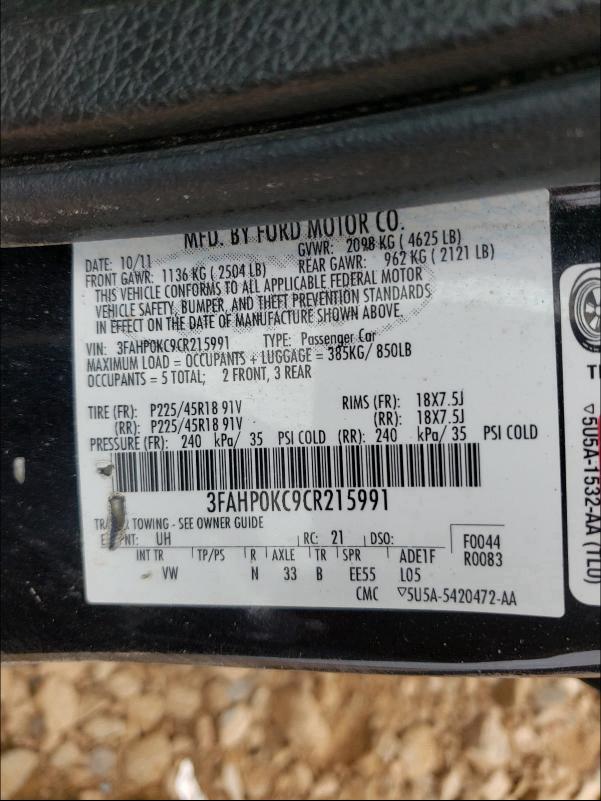 MFD. BY FORD MOTOR CO.
DATE: 10/11 GVWR: 2098 KG ( 4625 LB)
FRONT GAWR: 1136 KG ( 2504 LB) REAR GAWR: 962 KG ( 2121 LB)
THIS VEHICLE CONFORMS TO ALL APPLICABLE FEDERAL MOTOR
VEHICLE SAFETY, BUMPER, AND THEFT PREVENTION STANDARDS
IN EFFECT ON THE DATE OF MANUFACTURE SHOWN ABOVE.
VIN: 3FAHP0KC9CR215991 TYPE: Passenger Car
MAXIMUM LOAD = OCCUPANTS + LUGGAGE = 385KG/ 850LB
OCCUPANTS = 5 TOTAL; 2 FRONT, 3 REAR
TIRE (FR): P225/45R18 91V RIMS (FR): 18X7.5J
(RR): P225/45R18 91V (RR): 18X7.5J
PRESSURE (FR): 240 kPa/ 35 PSI COLD (RR): 240 kPa/ 35 PSI COLD
3FAHP0KC9CR215991
TOWING - SEE OWNER GUIDE
NT: UH RC: 21 DSO: F0044
INT TR TP/PS R AXLE TR SPR ADE1F R0083
VW N 33 B EE55 L05
CMC ▽5U5A-5420472-AA
▽5U5A-1532-AA (TL0)